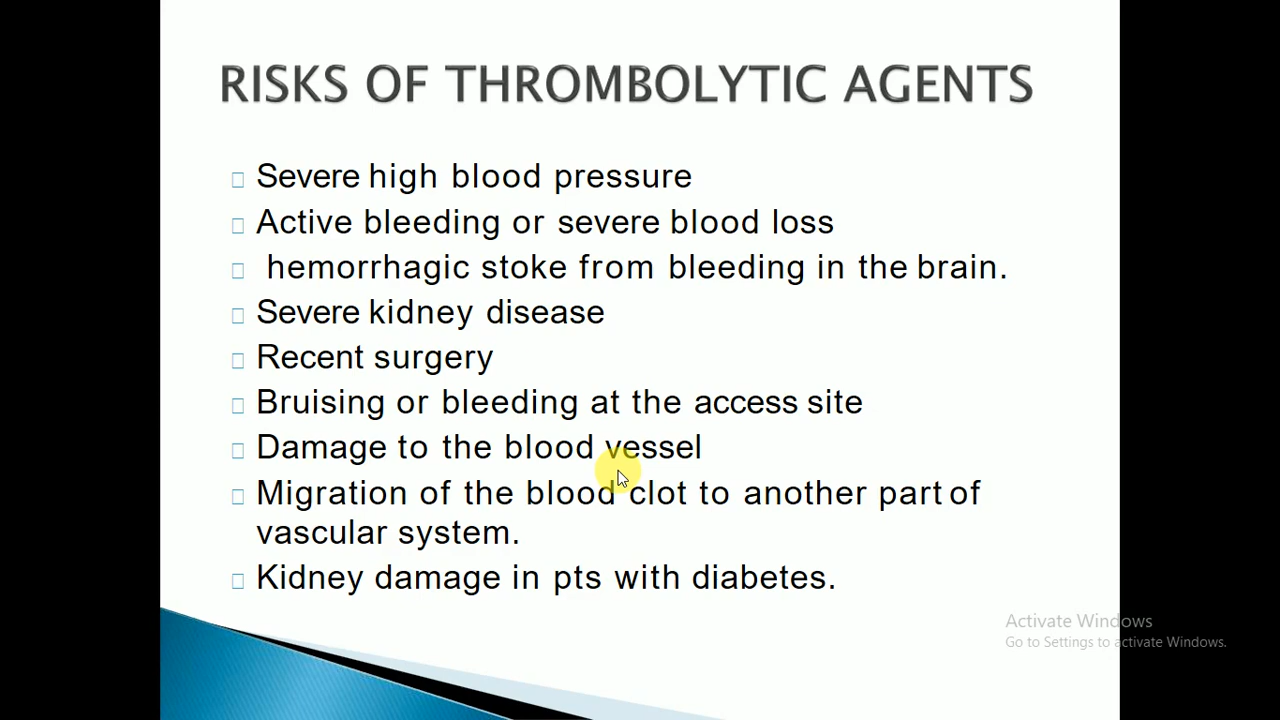 RISKS OF THROMBOLYTIC AGENTS
Severe high blood pressure
Active bleeding or severe blood loss
hemorrhagic stoke from bleeding in the brain.
Severe kidney disease
Recent surgery
Bruising or bleeding at the access site
Damage to the blood vessel
Migration of the blood clot to another part of
vascular system.
Kidney damage in pts with diabetes.
Activate Windows
Go to Settings to activate Windows.